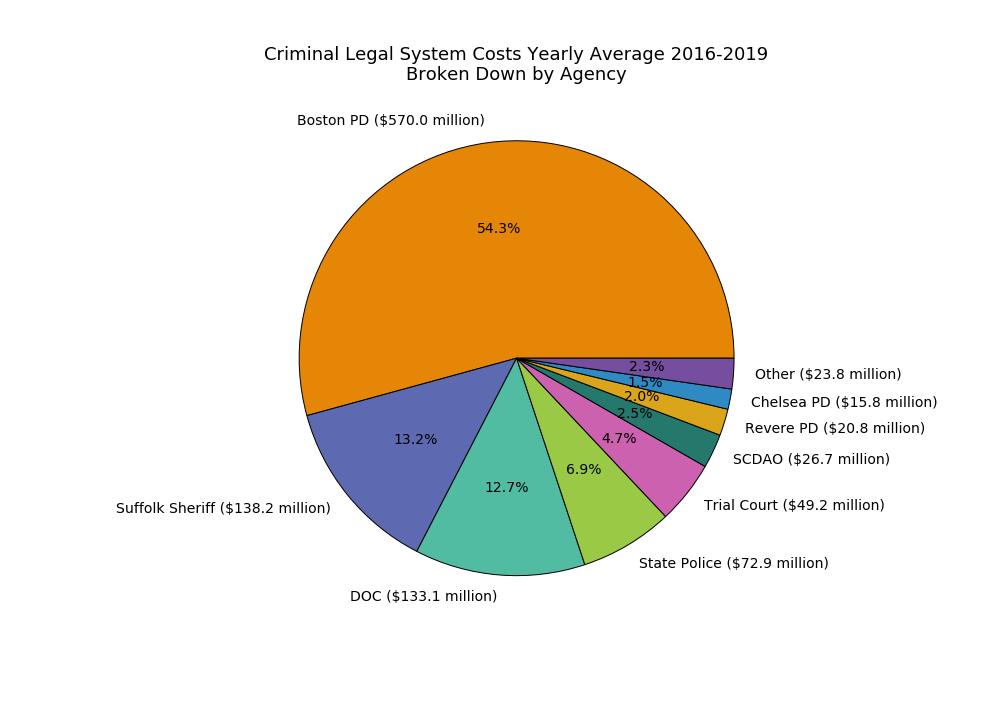 Criminal Legal System Costs Yearly Average 2016-2019
Broken Down by Agency
Boston PD ($570.0 million)
54.3%
2.3%
Other ($23.8 million)
1.5%
Chelsea PD ($15.8 million)
2.0%
Revere PD ($20.8 million)
2.5%
SCDAO ($26.7 million)
4.7%
Trial Court ($49.2 million)
6.9%
State Police ($72.9 million)
12.7%
DOC ($133.1 million)
13.2%
Suffolk Sheriff ($138.2 million)